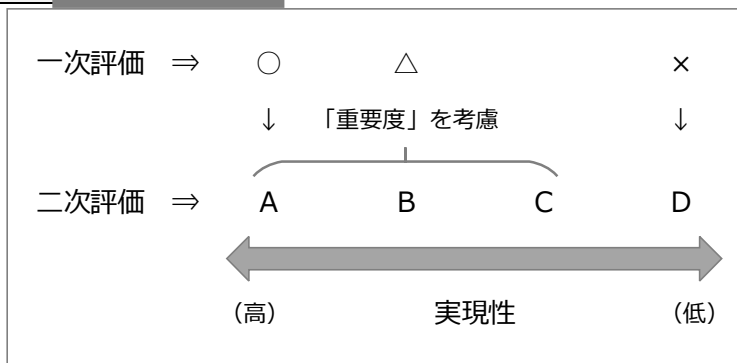 一次評価 ⇒ ○ △ ×
↓ 「重要度」を考慮 ↓
二次評価 ⇒ A B C D
(高) 実現性 (低)